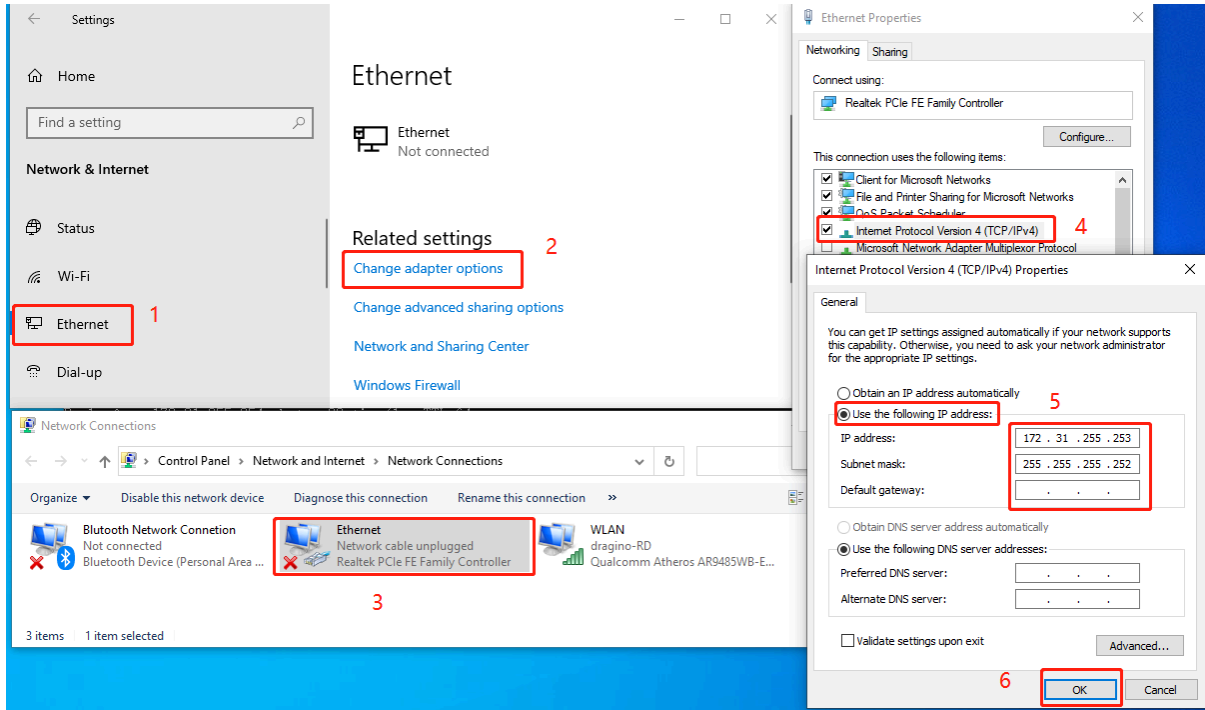 Settings
Home
Find a setting
Network & Internet
Status
Wi-Fi
Ethernet
1
Dial-up
Ethernet
Ethernet
Not connected
Related settings
2
Change adapter options
Change advanced sharing options
Network and Sharing Center
Windows Firewall
Network Connections
Control Panel > Network and Internet > Network Connections
Organize Disable this network device Diagnose this connection Rename this connection »
Blutooth Network Connetion
Not connected
Bluetooth Device (Personal Area ...
Ethernet
Network cable unplugged
Realtek PCIe FE Family Controller
WLAN
dragino-RD
Qualcomm Atheros AR9485WB-E...
3
3 items 1 item selected
Ethernet Properties
Networking Sharing
Connect using:
Realtek PCIe FE Family Controller
Configure...
This connection uses the following items:
Client for Microsoft Networks
File and Printer Sharing for Microsoft Networks
QoS Packet Scheduler
Internet Protocol Version 4 (TCP/IPv4)
4
Microsoft Network Adapter Multiplexor Protocol
Internet Protocol Version 4 (TCP/IPv4) Properties
General
You can get IP settings assigned automatically if your network supports
this capability. Otherwise, you need to ask your network administrator
for the appropriate IP settings.
Obtain an IP address automatically
5
Use the following IP address:
IP address: 172 . 31 . 255 . 253
Subnet mask: 255 . 255 . 255 . 252
Default gateway: . . .
Obtain DNS server address automatically
Use the following DNS server addresses:
Preferred DNS server: . . .
Alternate DNS server: . . .
Validate settings upon exit
Advanced...
6
OK Cancel